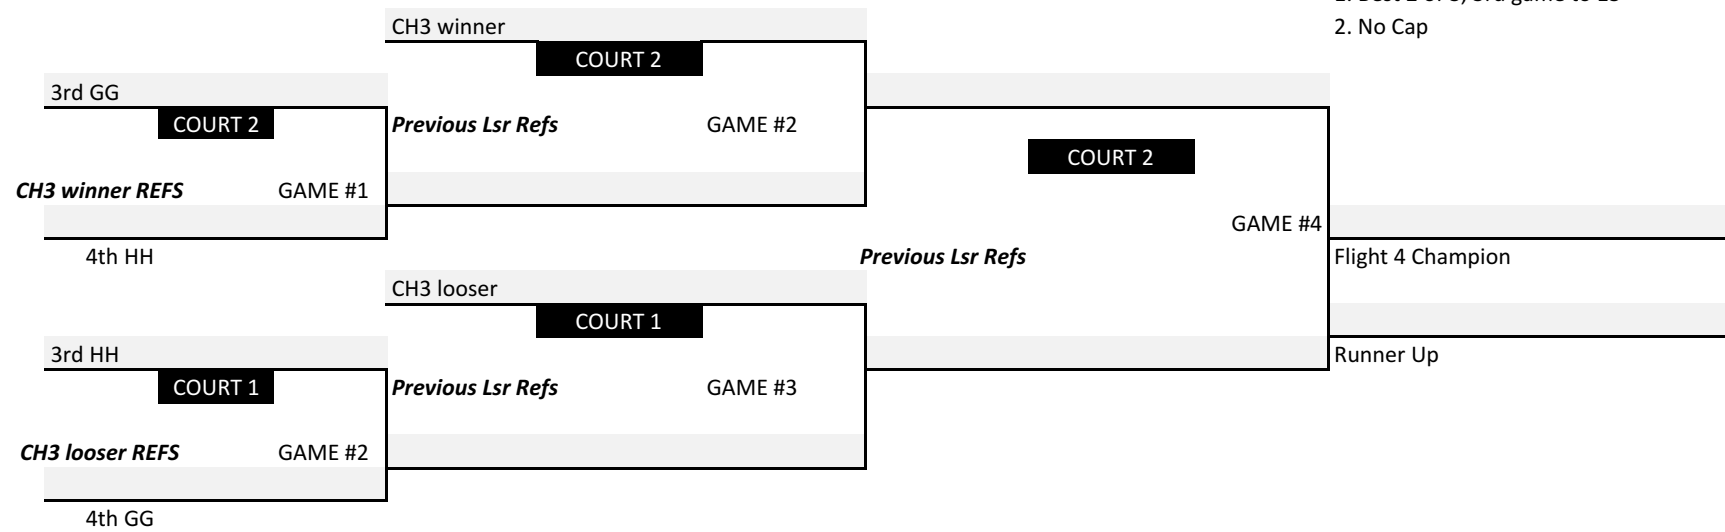 CH3 winner
2. No Cap
COURT 2
3rd GG
COURT 2
Previous Lsr Refs GAME #2
COURT 2
CH3 winner REFS GAME #1
GAME #4
4th HH
Previous Lsr Refs
Flight 4 Champion
CH3 looser
COURT 1
3rd HH
Runner Up
COURT 1
Previous Lsr Refs GAME #3
CH3 looser REFS GAME #2
4th GG